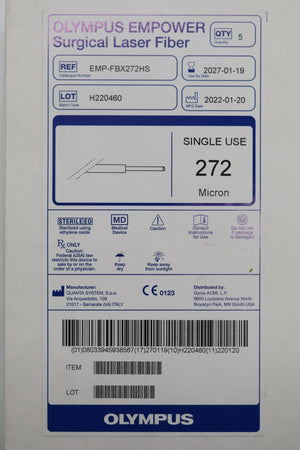 OLYMPUS EMPOWER
Surgical Laser Fiber
QTY 5
Quantity
REF EMP-FBX272HS
Catalogue Number
2027-01-19
Use By Date
LOT H220460
Batch Code
2022-01-20
MFG Date
SINGLE USE
272
Micron
STERILE EO
Sterilized using
ethylene oxide
MD
Medical
Device
Caution
Consult
Instructions
for Use
Do not use
if package
is damaged.
Rx ONLY
Caution:
Federal (USA) law
restricts this device to
sale by or on the
order of a physician.
Keep
dry
Keep away from
sunlight
Manufacturer:
QUANTA SYSTEM, S.p.a.
Via Acquedotto, 109
21017 - Samarate (VA) ITALY
CE 0123
Distributed by:
Gyrus ACMI, L.P.
9600 Louisiana Avenue North
Brooklyn Park, MN 55445 USA
(01)08033945938567(17)270119(10)H220460(11)220120
ITEM
LOT
OLYMPUS